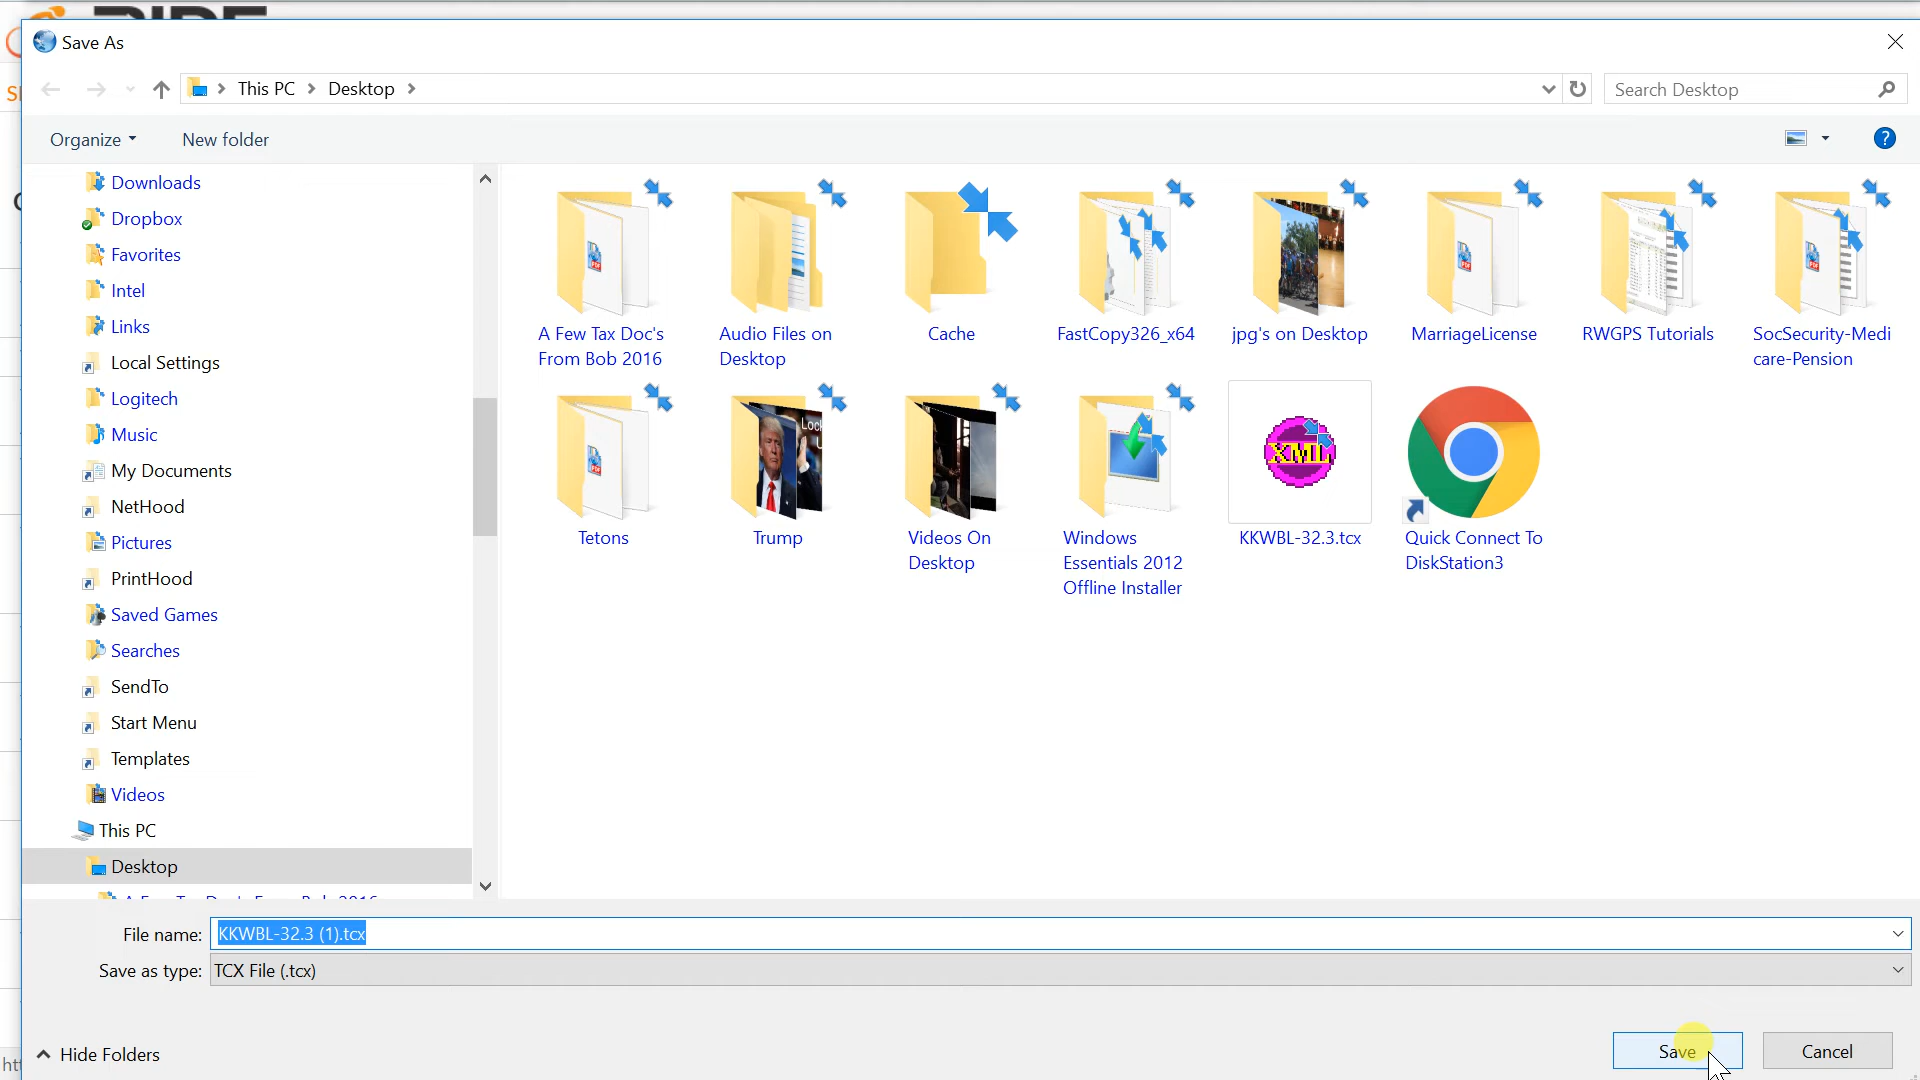 Save As
This PC
Desktop
Search Desktop
Organize
New folder
Downloads
Dropbox
Favorites
Intel
Links
Local Settings
Logitech
Music
My Documents
NetHood
Pictures
PrintHood
Saved Games
Searches
SendTo
Start Menu
Templates
Videos
This PC
Desktop
A Few Tax Doc's
From Bob 2016
Audio Files on
Desktop
Cache
FastCopy326_x64
jpg's on Desktop
MarriageLicense
RWGPS Tutorials
SocSecurity-Medi
care-Pension
Tetons
Trump
Videos On
Desktop
Windows
Essentials 2012
Offline Installer
XML
KKWBL-32.3.tcx
Quick Connect To
DiskStation3
File name: KKWBL-32.3 (1).tcx
Save as type: TCX File (.tcx)
Hide Folders
Save
Cancel